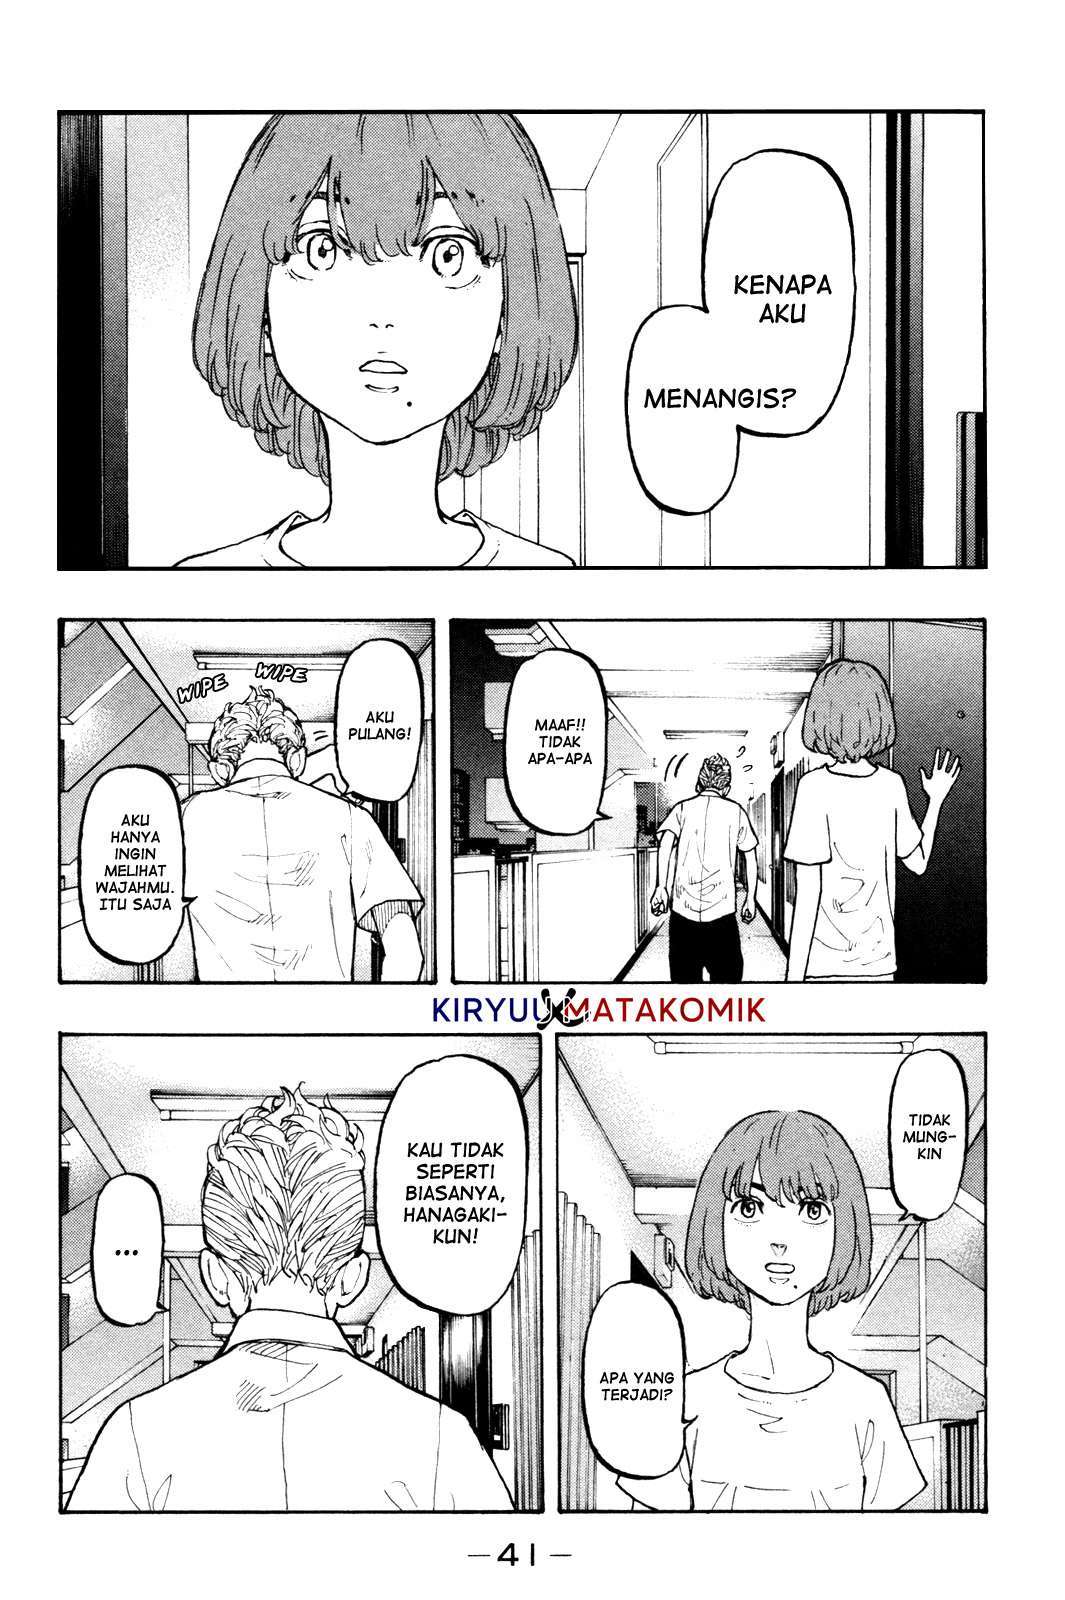 KENAPA
AKU
MENANGIS?
MAAF!!
TIDAK
APA-APA
WIPE
WIPE
AKU
PULANG!
AKU
HANYA
INGIN
MELIHAT
WAJAHMU.
ITU SAJA
KIRYUU X MATAKOMIK
TIDAK
MUNG-
KIN
APA YANG
TERJADI?
KAU TIDAK
SEPERTI
BIASANYA,
HANAGAKI-
KUN!
...
—41—